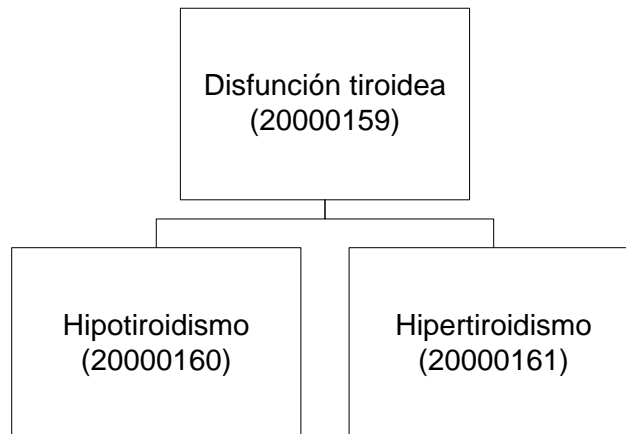 Disfunción tiroidea
(20000159)
Hipotiroidismo
(20000160)
Hipertiroidismo
(20000161)